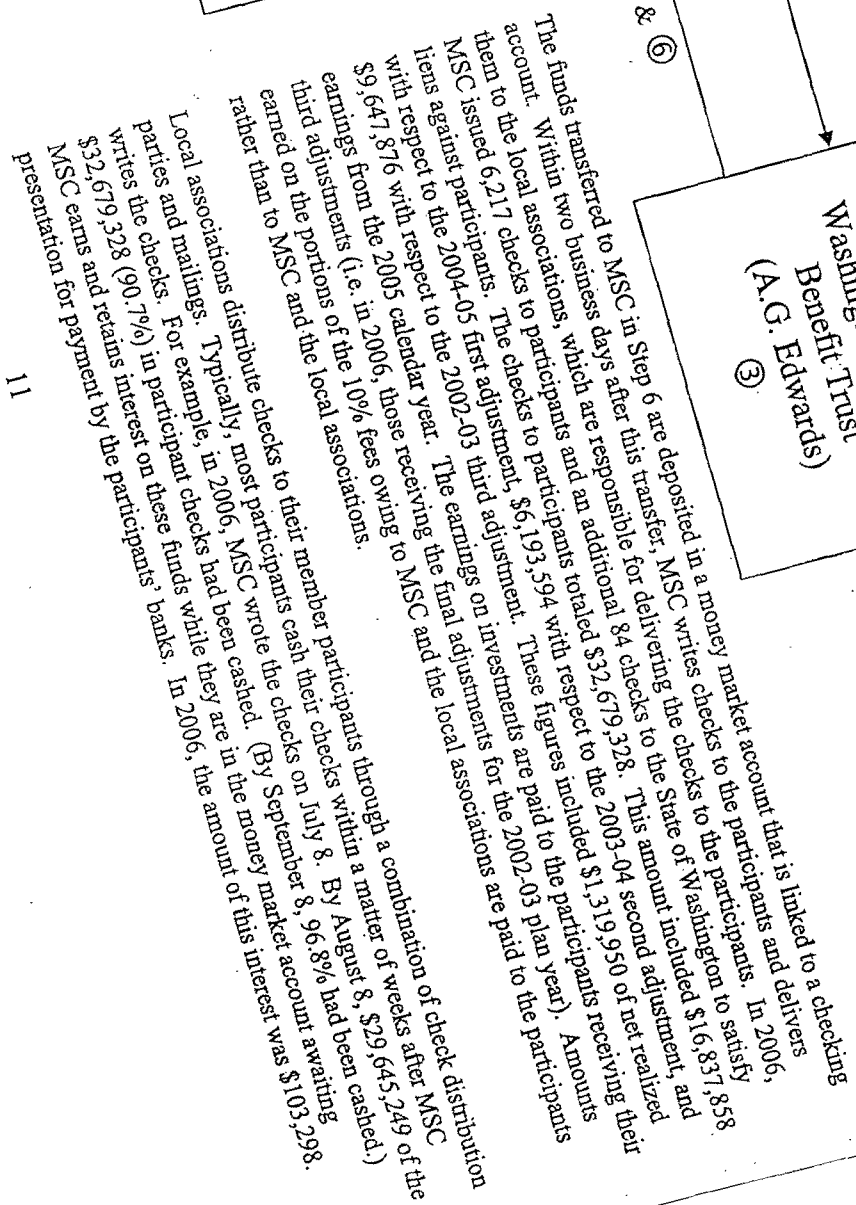 & ⑥
Washing
Benefit Trust
(A.G. Edwards)
③
The funds transferred to MSC in Step 6 are deposited in a money market account that is linked to a checking
account. Within two business days after this transfer, MSC writes checks to the participants and delivers
them to the local associations, which are responsible for delivering the checks to the participants. In 2006,
MSC issued 6,217 checks to participants and an additional 84 checks to the State of Washington to satisfy
liens against participants. The checks to participants totaled $32,679,328. This amount included $16,837,858
with respect to the 2004-05 first adjustment, $6,193,594 with respect to the 2003-04 second adjustment, and
$9,647,876 with respect to the 2002-03 third adjustment. These figures included $1,319,950 of net realized
earnings from the 2005 calendar year. The earnings on investments are paid to the participants receiving their
third adjustments (i.e. in 2006, those receiving the final adjustments for the 2002-03 plan year). Amounts
earned on the portions of the 10% fees owing to MSC and the local associations are paid to the participants
rather than to MSC and the local associations.
Local associations distribute checks to their member participants through a combination of check distribution
parties and mailings. Typically, most participants cash their checks within a matter of weeks after MSC
writes the checks. For example, in 2006, MSC wrote the checks on July 8. By August 8, $29,645,249 of the
$32,679,328 (90.7%) in participant checks had been cashed. (By September 8, 96.8% had been cashed.)
MSC earns and retains interest on these funds while they are in the money market account awaiting
presentation for payment by the participants' banks. In 2006, the amount of this interest was $103,298.
11